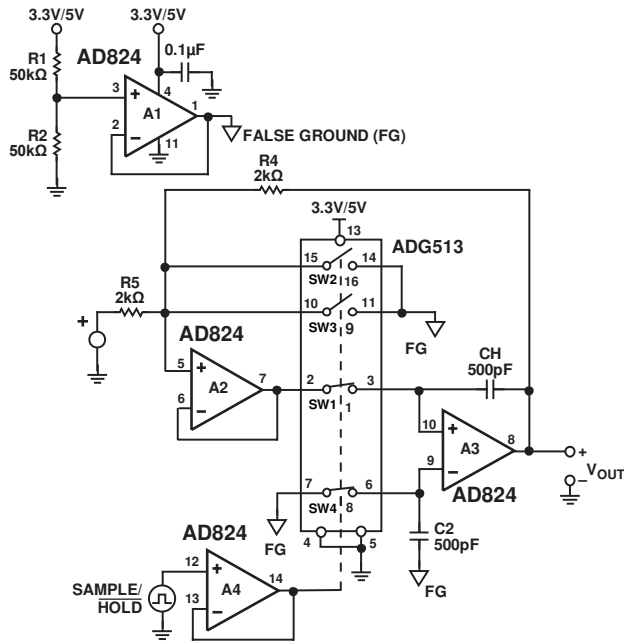 3.3V/5V
3.3V/5V
R1
50kΩ
AD824
0.1µF
3
4
A1
1
2
11
R2
50kΩ
FALSE GROUND (FG)
R4
2kΩ
3.3V/5V
13
ADG513
15
14
SW2
16
R5
2kΩ
10
11
SW3
9
FG
AD824
5
A2
7
6
2
3
SW1
1
CH
500pF
10
A3
8
9
AD824
+
VOUT
–
7
6
SW4
8
FG
4
5
C2
500pF
FG
AD824
12
A4
14
13
SAMPLE/
HOLD